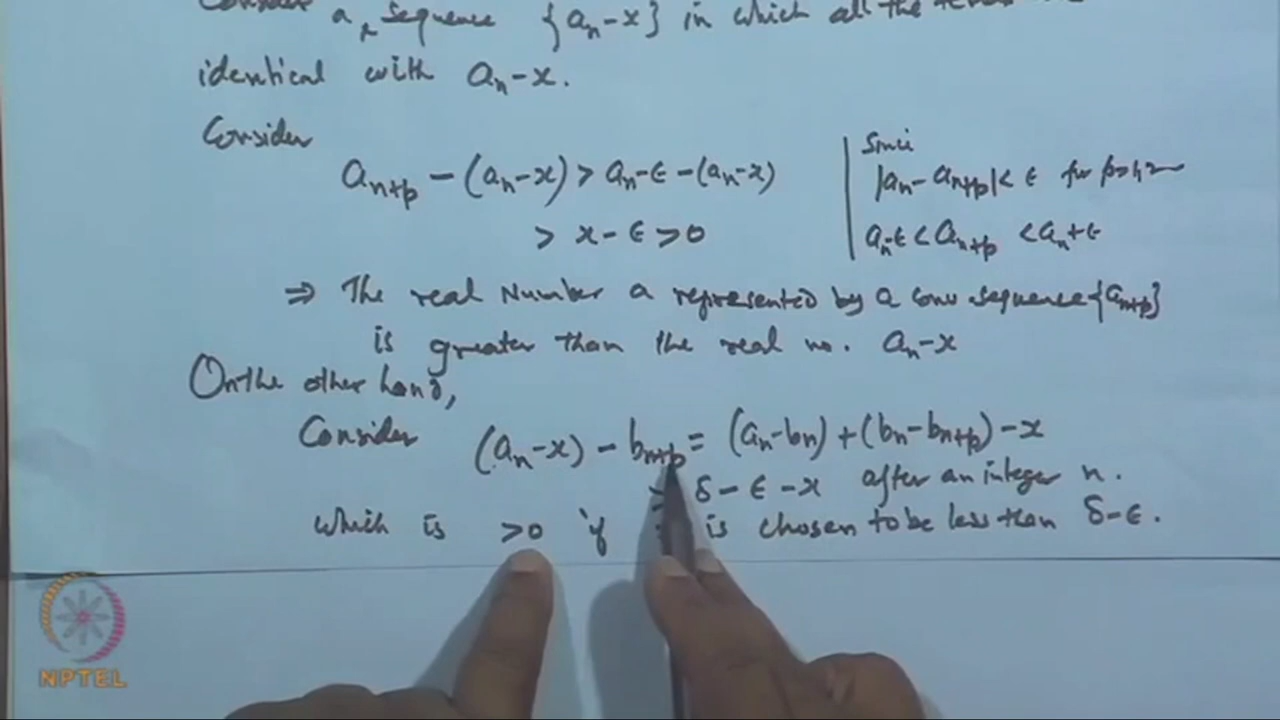 a sequence {aₙ-x} in which all the
identical with aₙ-x.
Consider
aₙ₊ₚ - (aₙ-x) > aₙ-ε-(aₙ-x)
> x-ε > 0
Since
|aₙ-aₙ₊ₚ| < ε for
aₙ-ε < aₙ₊ₚ < aₙ+ε
⇒ The real Number a represented by a conv sequence {aₙ₊ₚ}
is greater than the real no. aₙ-x
On the other hand,
Consider (aₙ-x) - bₙ₊ₚ = (aₙ-bₙ) + (bₙ-bₙ₊ₚ) - x
δ-ε-x after an integer n.
which is >0 if is chosen to be less than δ-ε.
NPTEL